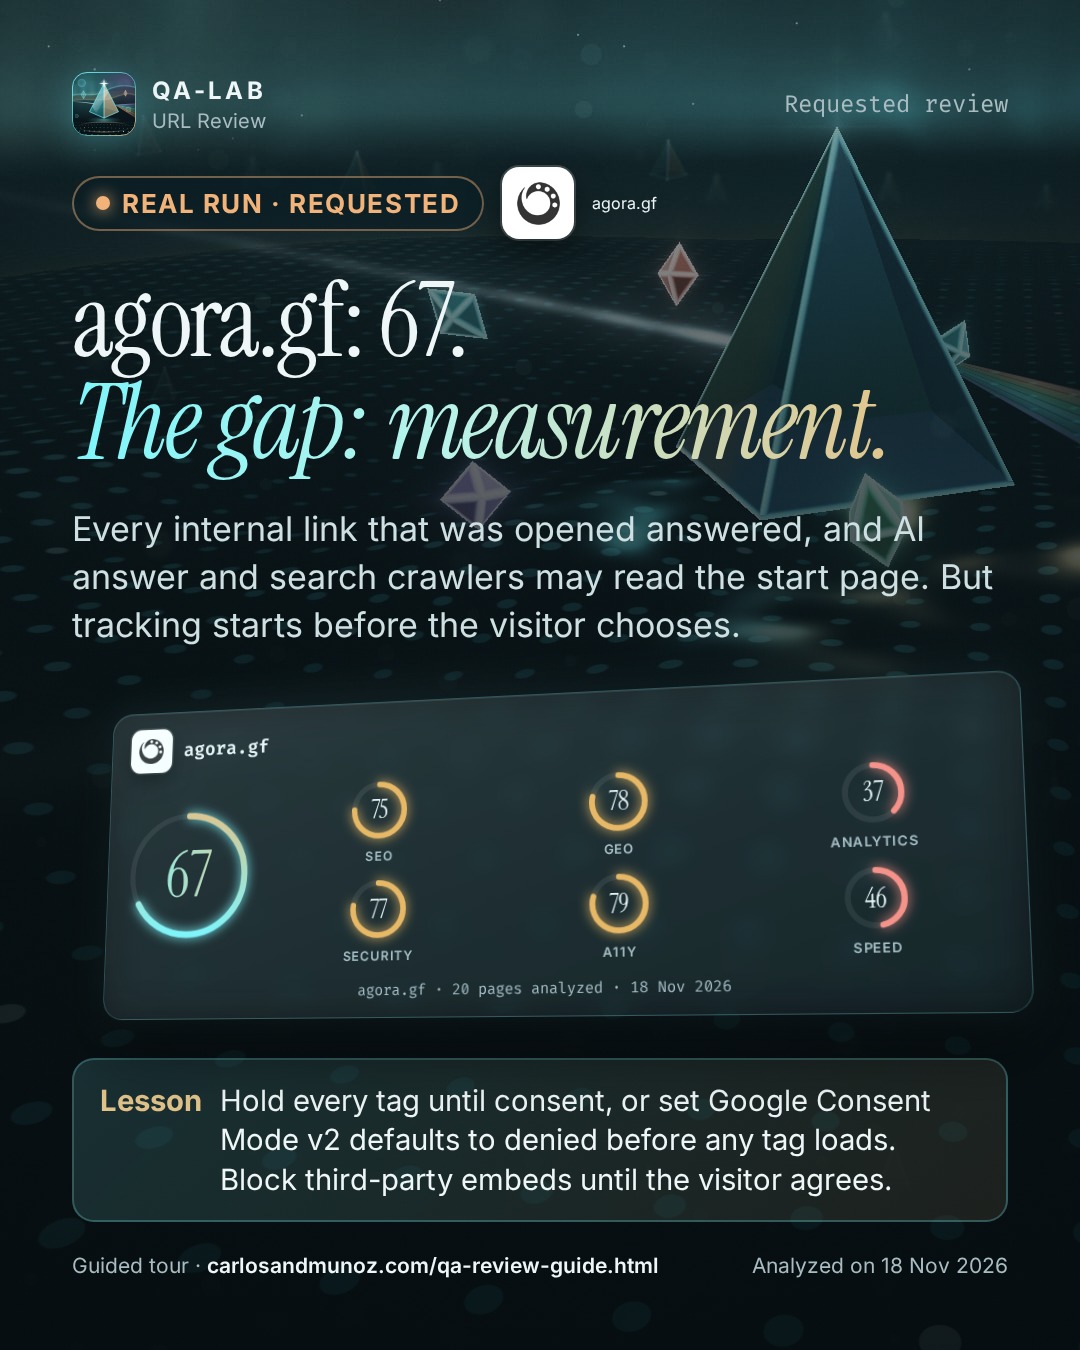 QA-LAB
URL Review
Requested review
REAL RUN · REQUESTED
agora.gf
agora.gf: 67.
The gap: measurement.
Every internal link that was opened answered, and AI
answer and search crawlers may read the start page. But
tracking starts before the visitor chooses.
agora.gf
67
75
SEO
78
GEO
37
ANALYTICS
77
SECURITY
79
A11Y
46
SPEED
agora.gf · 20 pages analyzed · 18 Nov 2026
Lesson Hold every tag until consent, or set Google Consent
Mode v2 defaults to denied before any tag loads.
Block third-party embeds until the visitor agrees.
Guided tour · carlosandmunoz.com/qa-review-guide.html
Analyzed on 18 Nov 2026